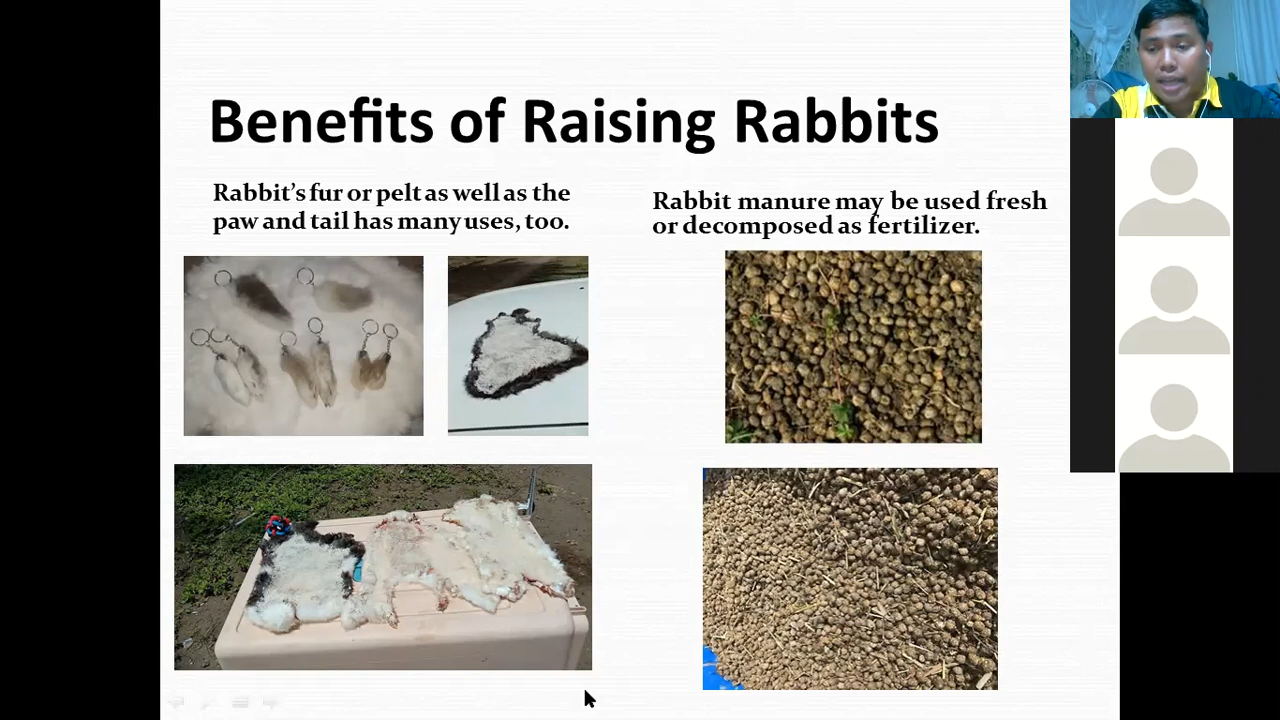 Benefits of Raising Rabbits
Rabbit's fur or pelt as well as the
paw and tail has many uses, too.
Rabbit manure may be used fresh
or decomposed as fertilizer.